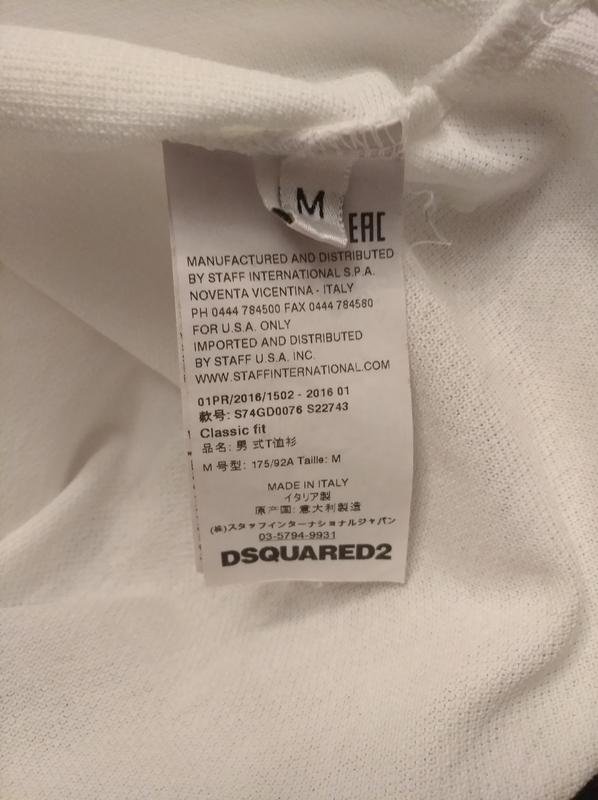 M
EAC
MANUFACTURED AND DISTRIBUTED
BY STAFF INTERNATIONAL S.P.A.
NOVENTA VICENTINA - ITALY
PH 0444 784500 FAX 0444 784580
FOR U.S.A. ONLY
IMPORTED AND DISTRIBUTED
BY STAFF U.S.A. INC.
WWW.STAFFINTERNATIONAL.COM
01PR/2016/1502 - 2016 01
款号: S74GD0076 S22743
Classic fit
品名: 男 式T恤衫
M 号型: 175/92A Taille: M
MADE IN ITALY
イタリア製
原产国: 意大利製造
(株)スタッフインターナショナルジャパン
03-5794-9931
DSQUARED2